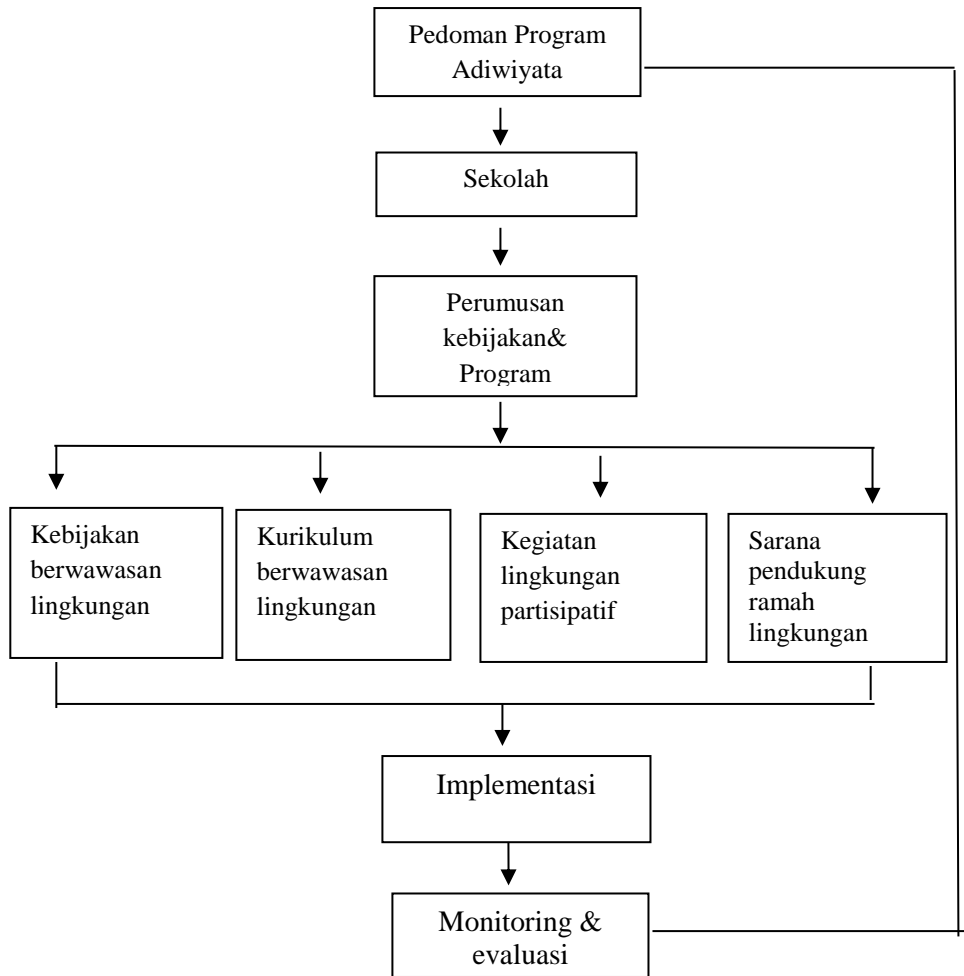 Pedoman Program
Adiwiyata
Sekolah
Perumusan
kebijakan&
Program
Kebijakan
berwawasan
lingkungan
Kurikulum
berwawasan
lingkungan
Kegiatan
lingkungan
partisipatif
Sarana
pendukung
ramah
lingkungan
Implementasi
Monitoring &
evaluasi